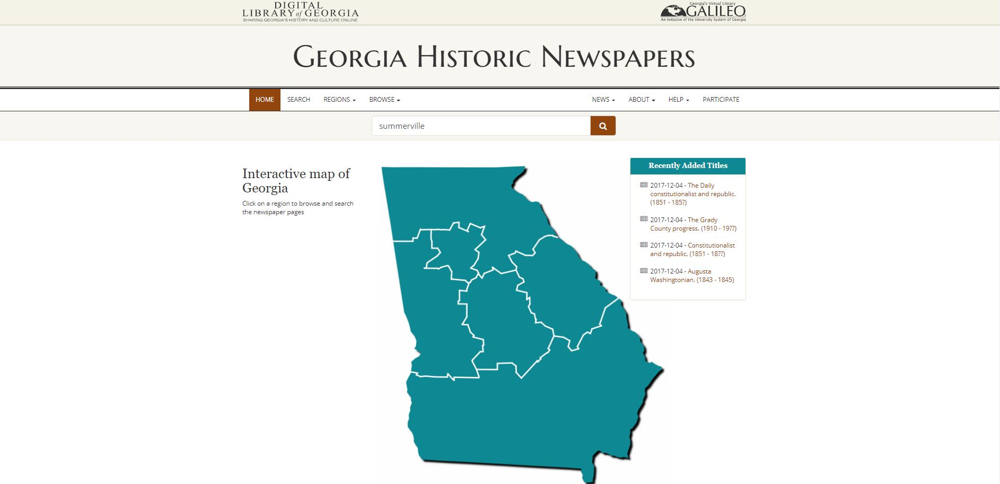 DIGITAL
LIBRARY of GEORGIA
SHARING GEORGIA'S HISTORY AND CULTURE ONLINE
Georgia's Virtual Library
GALILEO
An Initiative of the University System of Georgia
GEORGIA HISTORIC NEWSPAPERS
HOME SEARCH REGIONS BROWSE NEWS ABOUT HELP PARTICIPATE
summerville
Interactive map of
Georgia
Click on a region to browse and search
the newspaper pages
Recently Added Titles
2017-12-04 - The Daily
constitutionalist and republic.
(1851 - 185?)
2017-12-04 - The Grady
County progress. (1910 - 19??)
2017-12-04 - Constitutionalist
and republic. (1851 - 18??)
2017-12-04 - Augusta
Washingtonian. (1843 - 1845)